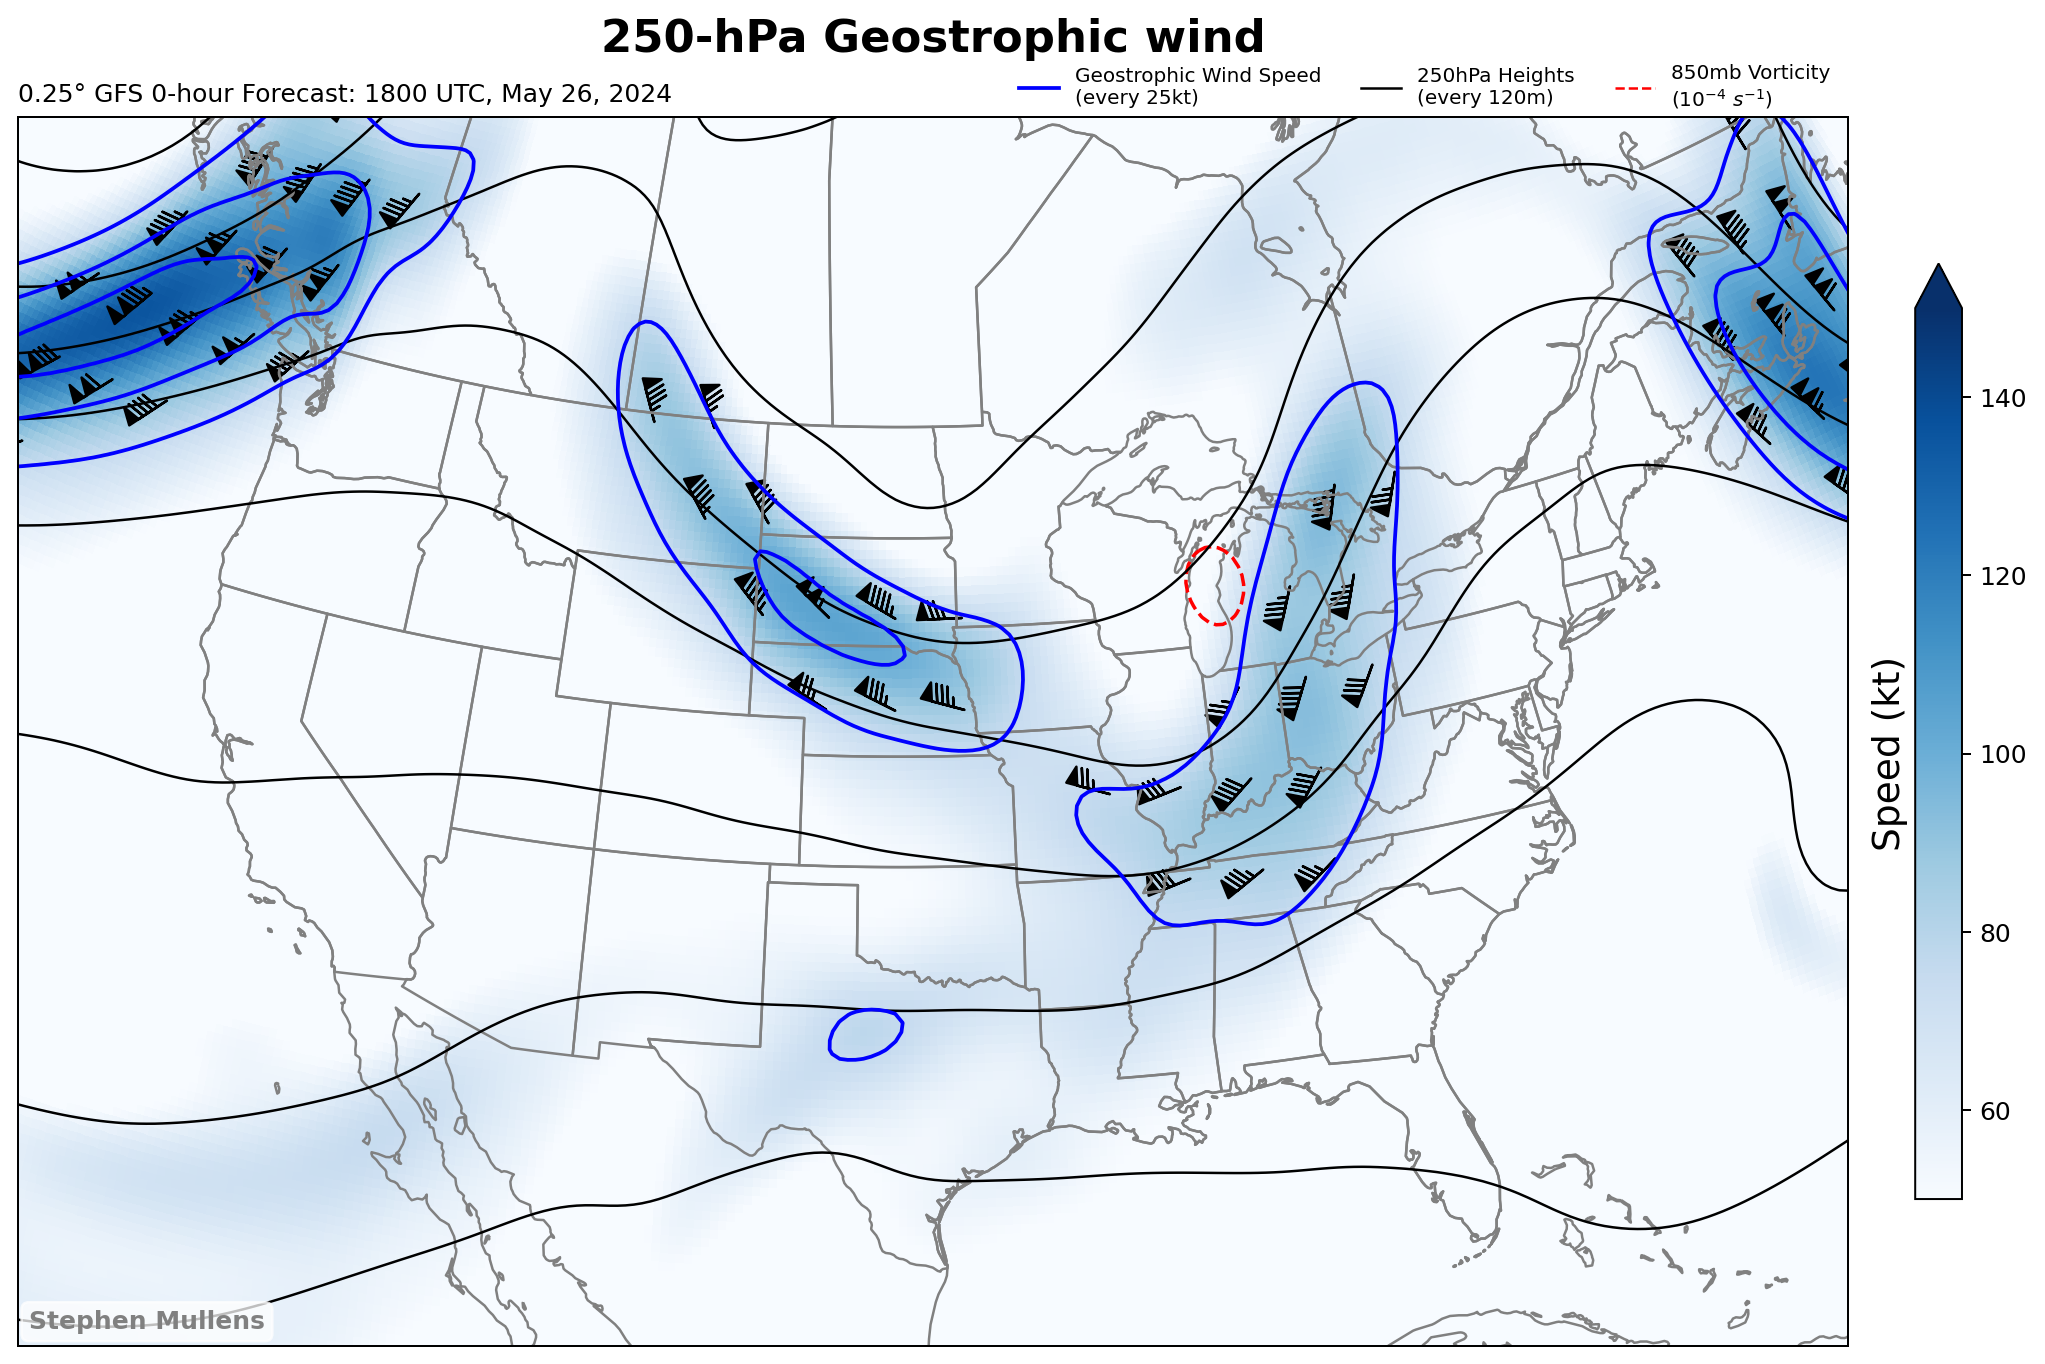 250-hPa Geostrophic wind
0.25° GFS 0-hour Forecast: 1800 UTC, May 26, 2024
Geostrophic Wind Speed
(every 25kt)
250hPa Heights
(every 120m)
850mb Vorticity
(10⁻⁴ s⁻¹)
140
120
100
80
60
Speed (kt)
Stephen Mullens